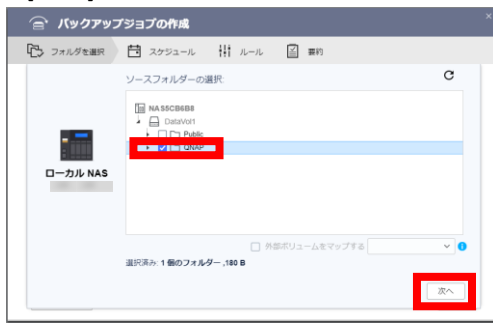 バックアップジョブの作成
フォルダを選択 スケジュール ルール 要約
ソースフォルダーの選択:
NA55CB6B8
DataVol1
Public
QNAP
ローカル NAS
外部ボリュームをマップする
選択済み: 1 個のフォルダー ,180 B
次へ